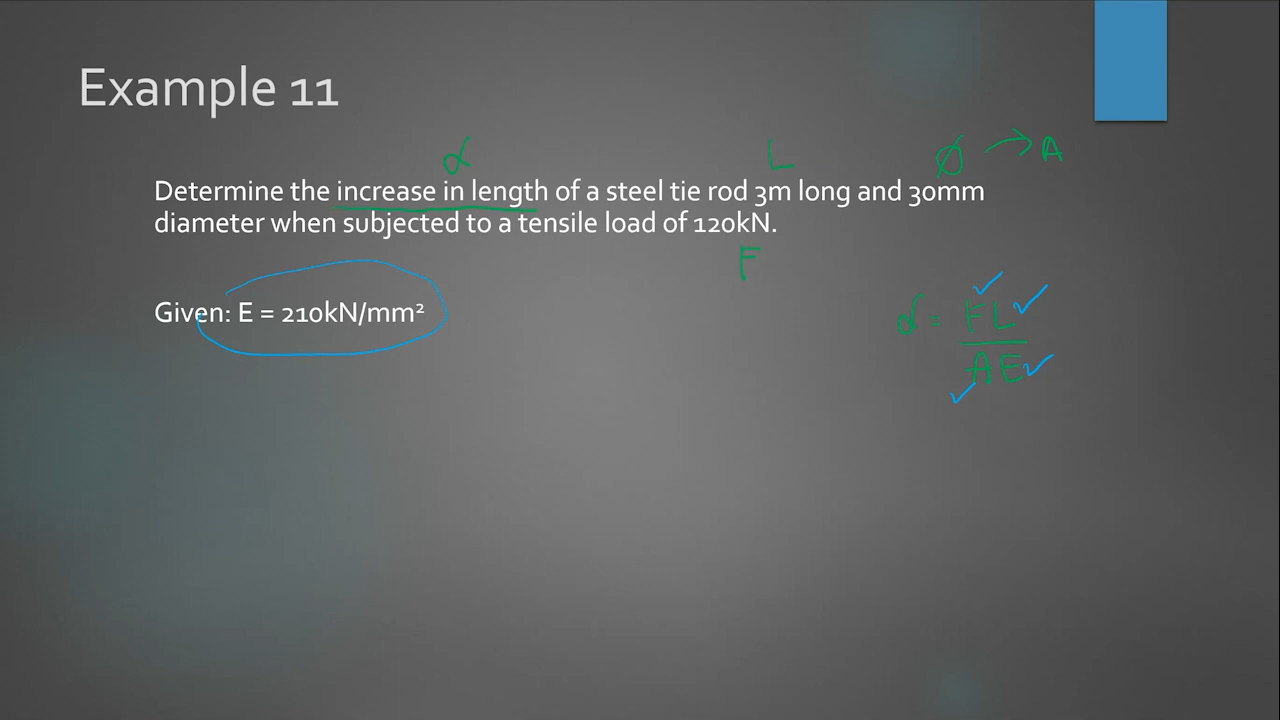 Example 11
α L Ø → A
Determine the increase in length of a steel tie rod 3m long and 30mm
diameter when subjected to a tensile load of 120kN.
F
Given: E = 210kN/mm²
FL
=
AE